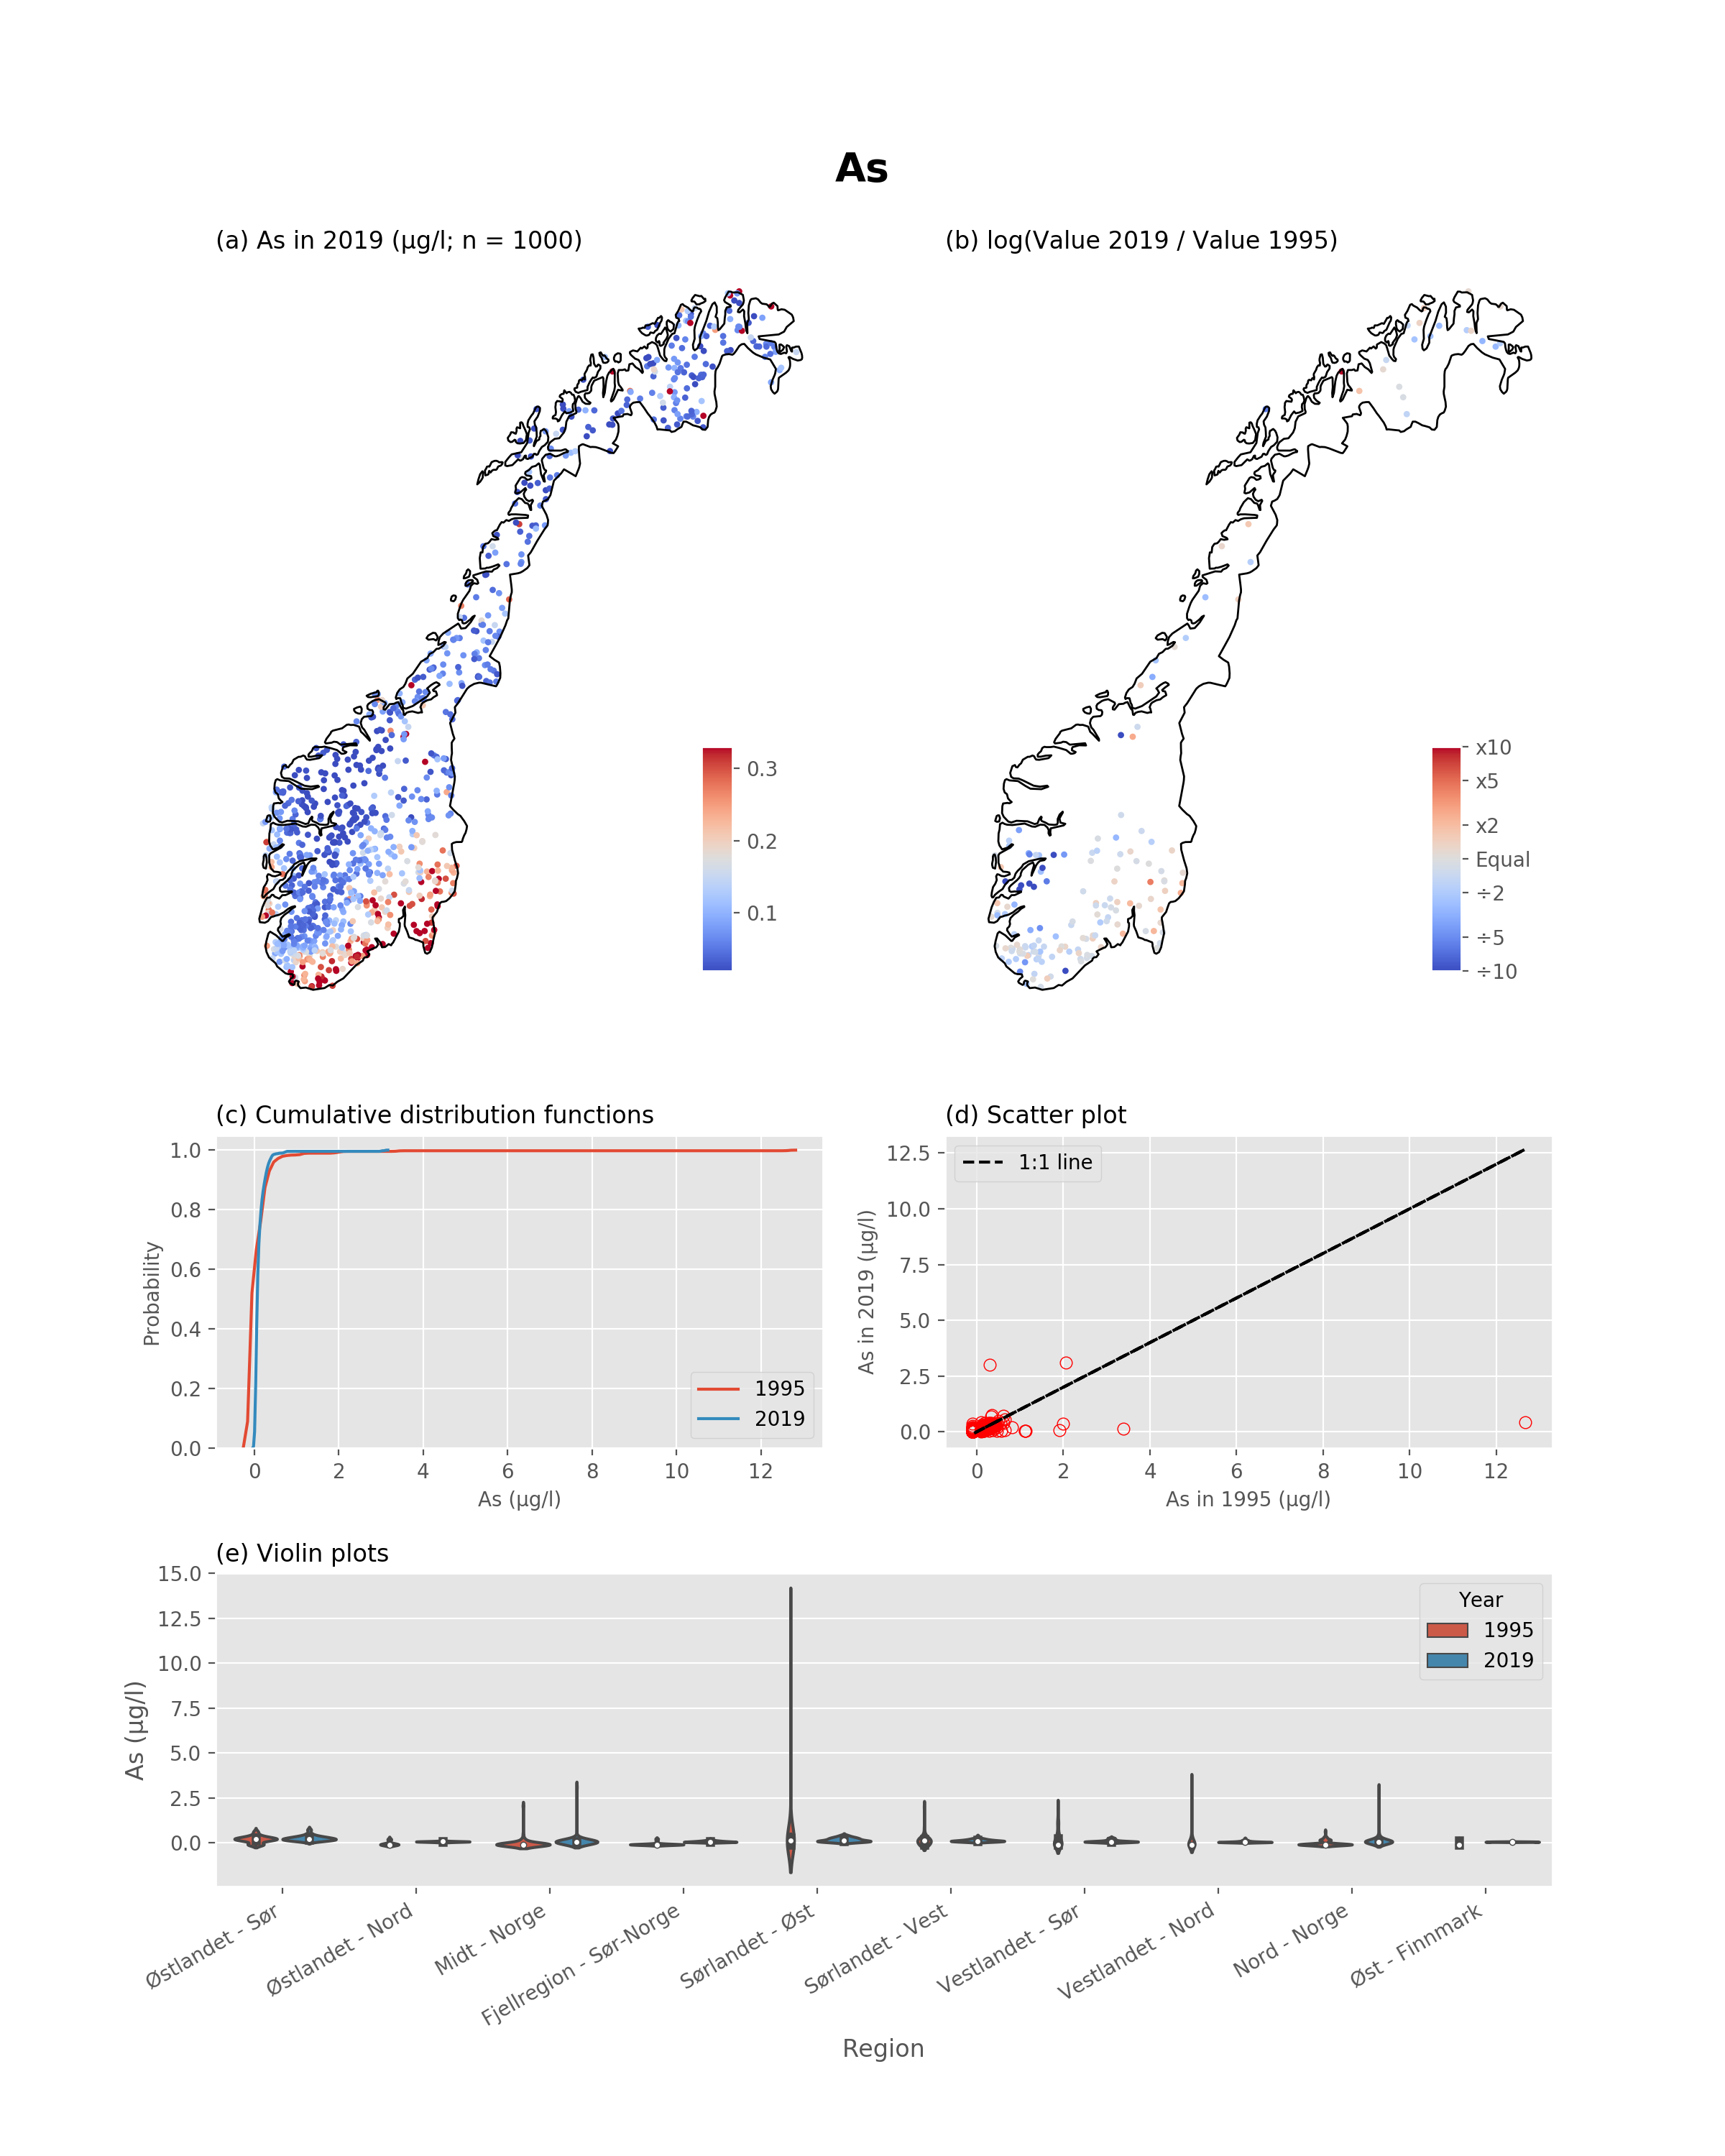 As
(a) As in 2019 (µg/l; n = 1000)
0.3
0.2
0.1
(b) log(Value 2019 / Value 1995)
x10
x5
x2
Equal
÷2
÷5
÷10
(c) Cumulative distribution functions
1.0
0.8
0.6
0.4
0.2
0.0
Probability
0 2 4 6 8 10 12
As (µg/l)
1995
2019
(d) Scatter plot
1:1 line
12.5
10.0
7.5
5.0
2.5
0.0
As in 2019 (µg/l)
0 2 4 6 8 10 12
As in 1995 (µg/l)
(e) Violin plots
15.0
12.5
10.0
7.5
5.0
2.5
0.0
As (µg/l)
Year
1995
2019
Østlandet - Sør
Østlandet - Nord
Midt - Norge
Fjellregion - Sør-Norge
Sørlandet - Øst
Sørlandet - Vest
Vestlandet - Sør
Vestlandet - Nord
Nord - Norge
Øst - Finnmark
Region